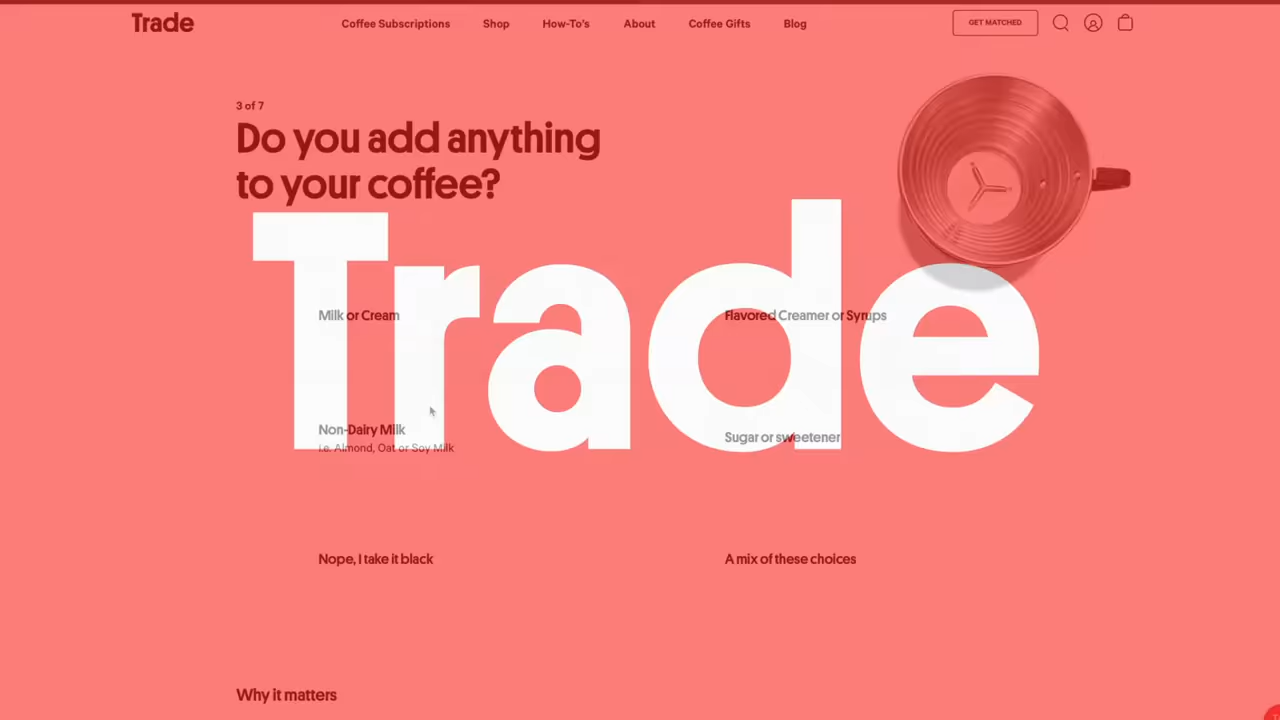 Trade
Coffee Subscriptions
Shop
How-To's
About
Coffee Gifts
Blog
GET MATCHED
3 of 7
Do you add anything
to your coffee?
Trade
Milk or Cream
Flavored Creamer or Syrups
Non-Dairy Milk
i.e. Almond, Oat or Soy Milk
Sugar or sweetener
Nope, I take it black
A mix of these choices
Why it matters